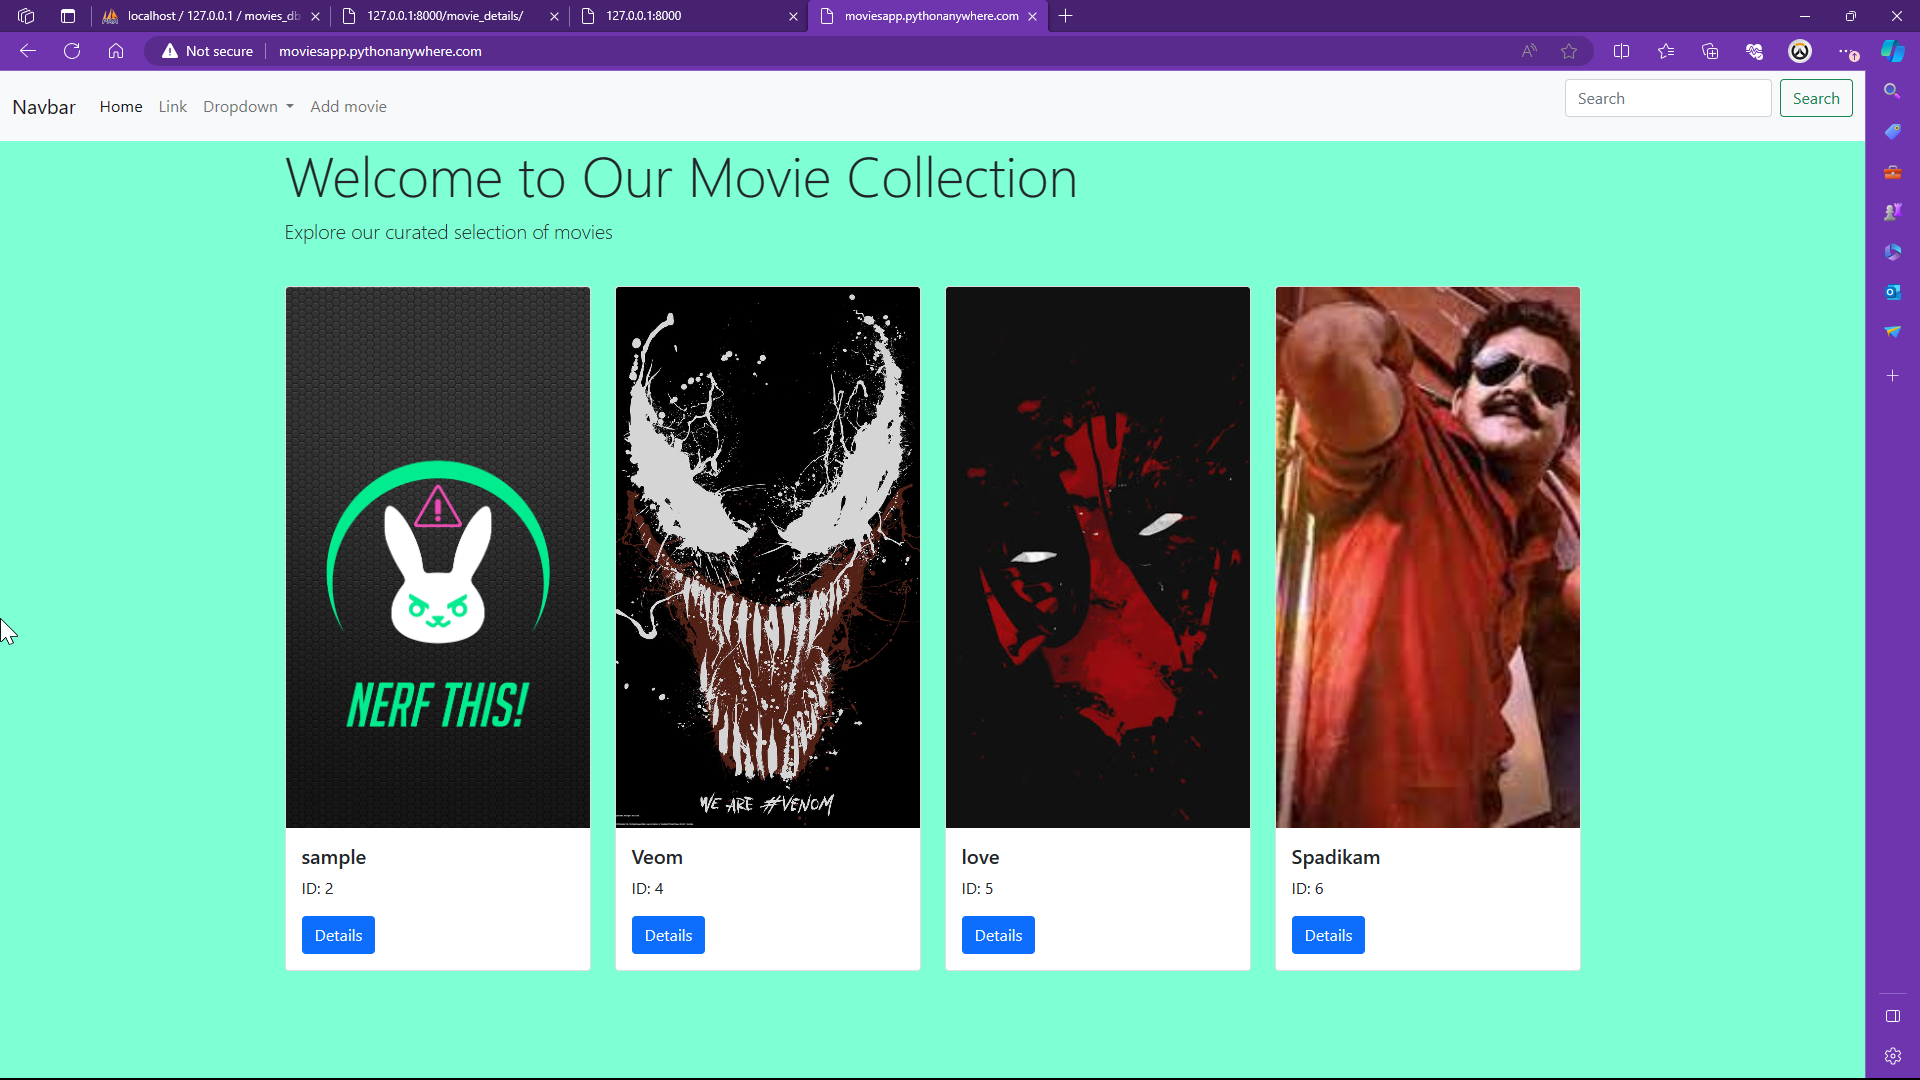 localhost / 127.0.0.1 / movies_db
127.0.0.1:8000/movie_details/
127.0.0.1:8000
moviesapp.pythonanywhere.com
Not secure
moviesapp.pythonanywhere.com
Navbar
Home
Link
Dropdown
Add movie
Search
Search
Welcome to Our Movie Collection
Explore our curated selection of movies
NERF THIS!
WE ARE #VENOM
sample
Veom
love
Spadikam
ID: 2
ID: 4
ID: 5
ID: 6
Details
Details
Details
Details